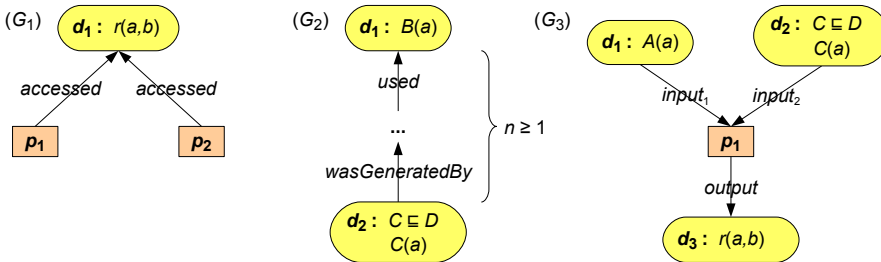 (G1)
d1 : r(a,b)
accessed accessed
p1 p2
(G2)
d1 : B(a)
used
...
n ≥ 1
wasGeneratedBy
d2 : C ⊑ D
C(a)
(G3)
d1 : A(a)
d2 : C ⊑ D
C(a)
input1 input2
p1
output
d3 : r(a,b)